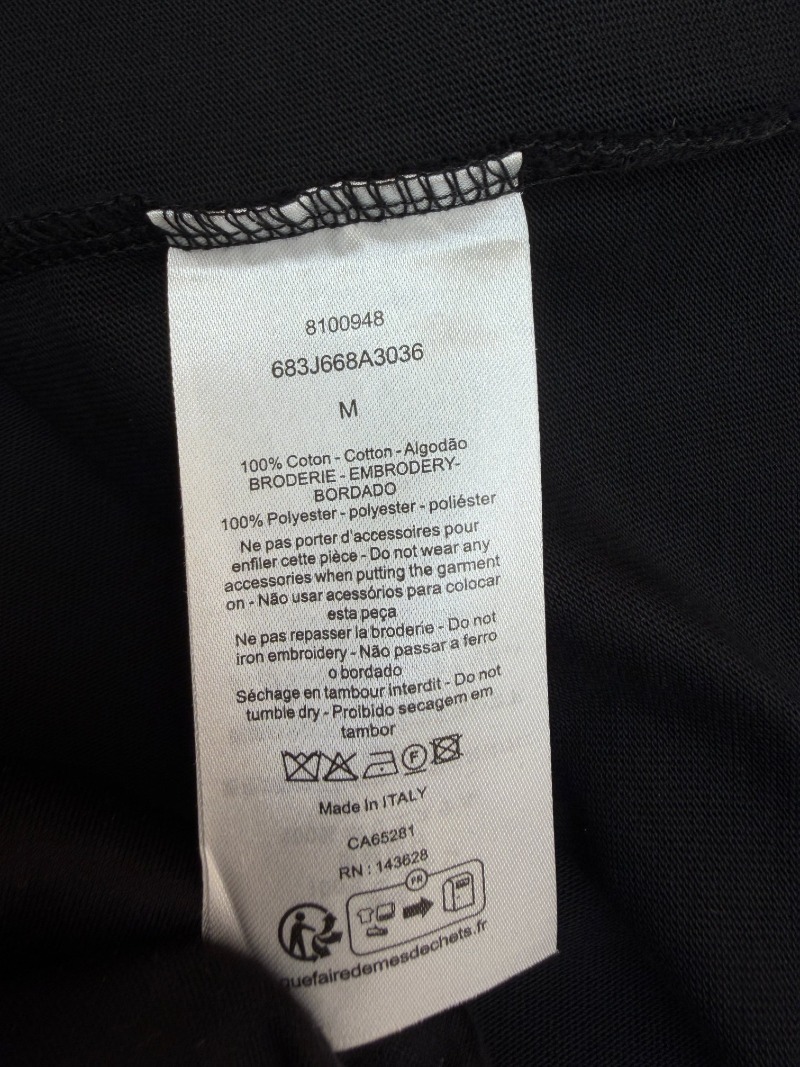 8100948
683J668A3036
M
100% Coton - Cotton - Algodão
BRODERIE - EMBRODERY-
BORDADO
100% Polyester - polyester - poliéster
Ne pas porter d'accessoires pour
enfiler cette pièce - Do not wear any
accessories when putting the garment
on - Não usar acessórios para colocar
esta peça
Ne pas repasser la broderie - Do not
iron embroidery - Não passar a ferro
o bordado
Séchage en tambour interdit - Do not
tumble dry - Proibido secagem em
tambor
F
Made In ITALY
CA65281
RN : 143628
FR
quefairedemesdechets.fr